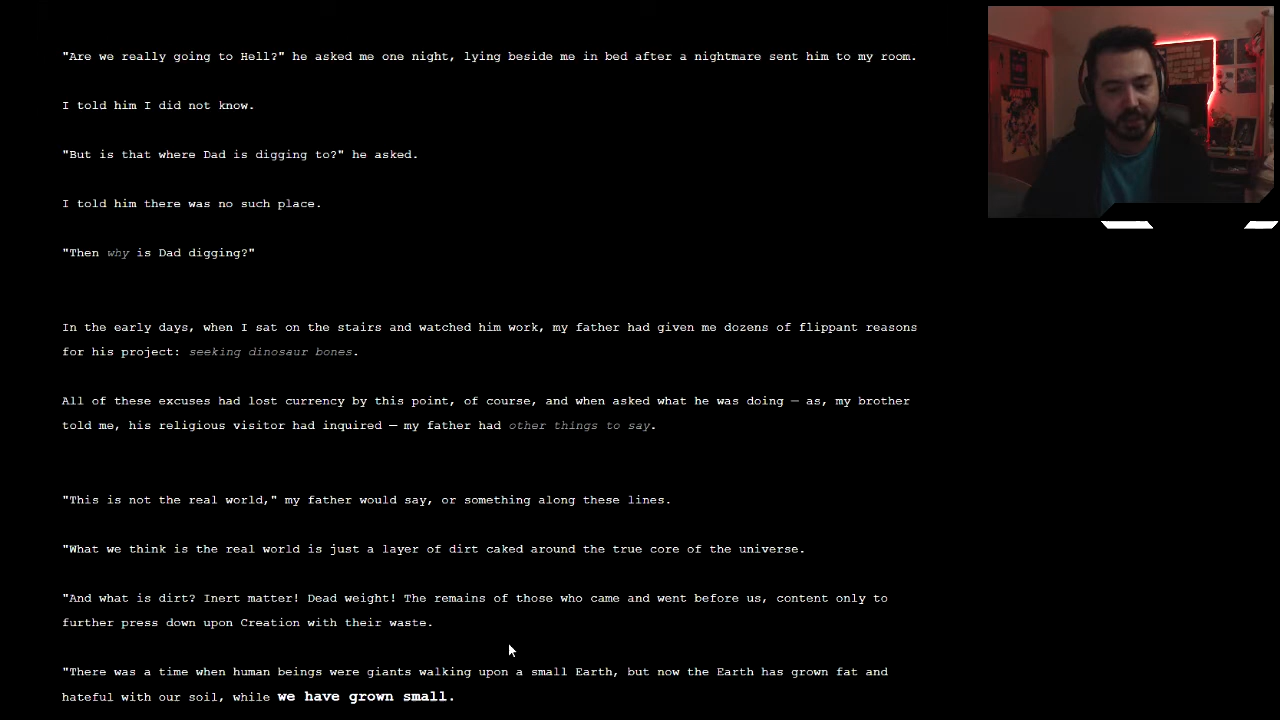 "Are we really going to Hell?" he asked me one night, lying beside me in bed after a nightmare sent him to my room.
I told him I did not know.
"But is that where Dad is digging to?" he asked.
I told him there was no such place.
"Then why is Dad digging?"
In the early days, when I sat on the stairs and watched him work, my father had given me dozens of flippant reasons
for his project: seeking dinosaur bones.
All of these excuses had lost currency by this point, of course, and when asked what he was doing — as, my brother
told me, his religious visitor had inquired — my father had other things to say.
"This is not the real world," my father would say, or something along these lines.
"What we think is the real world is just a layer of dirt caked around the true core of the universe.
"And what is dirt? Inert matter! Dead weight! The remains of those who came and went before us, content only to
further press down upon Creation with their waste.
"There was a time when human beings were giants walking upon a small Earth, but now the Earth has grown fat and
hateful with our soil, while we have grown small.